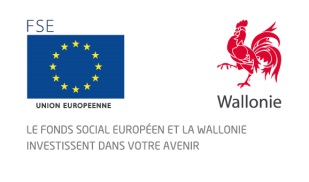 FSE
UNION EUROPEENNE
Wallonie
LE FONDS SOCIAL EUROPÉEN ET LA WALLONIE
INVESTISSENT DANS VOTRE AVENIR